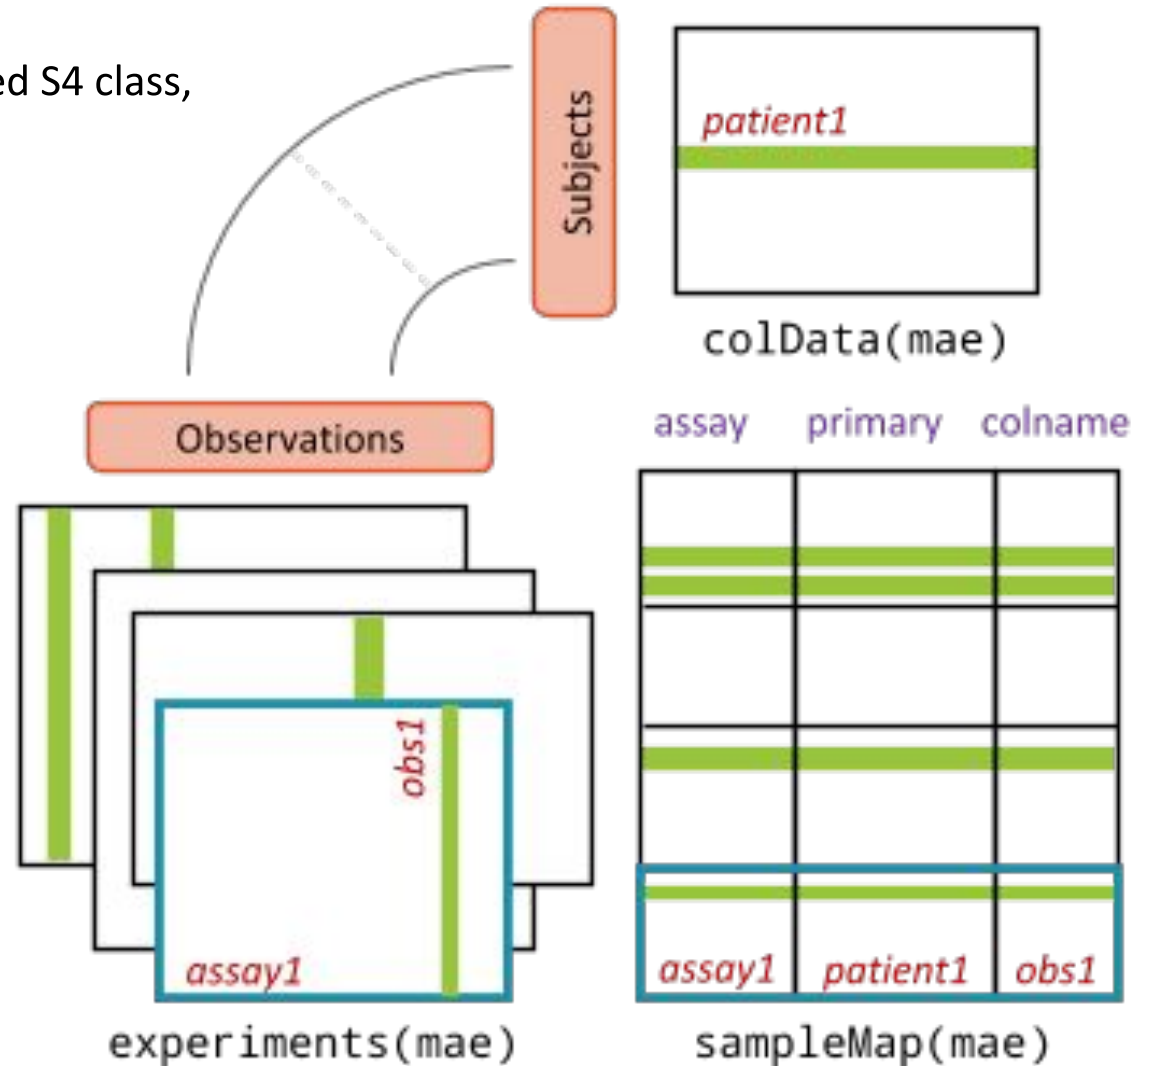 ed S4 class,
Subjects
patient1
colData(mae)
Observations
assay primary colname
obs1
assay1
assay1 patient1 obs1
experiments(mae)
sampleMap(mae)